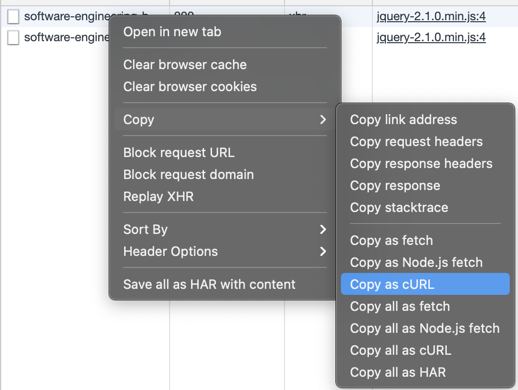 software-engineering-b
200
xhr
jquery-2.1.0.min.js:4
software-engine
jquery-2.1.0.min.js:4
Open in new tab
Clear browser cache
Clear browser cookies
Copy
Block request URL
Block request domain
Replay XHR
Sort By
Header Options
Save all as HAR with content
Copy link address
Copy request headers
Copy response headers
Copy response
Copy stacktrace
Copy as fetch
Copy as Node.js fetch
Copy as cURL
Copy all as fetch
Copy all as Node.js fetch
Copy all as cURL
Copy all as HAR